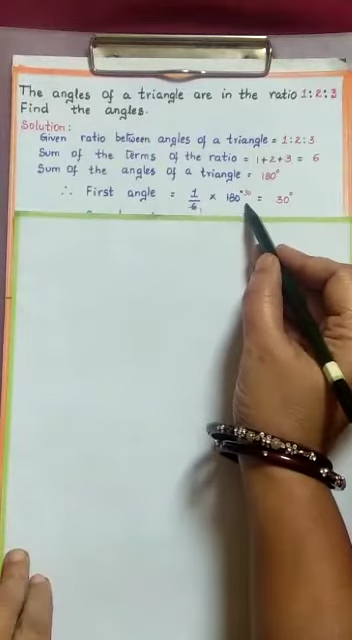 The angles of a triangle are in the ratio 1:2:3
Find the angles.
Solution:
Given ratio between angles of a triangle = 1:2:3
Sum of the terms of the ratio = 1+2+3 = 6
Sum of the angles of a triangle = 180°
∴ First angle = 1/6 × 180° 30 = 30°